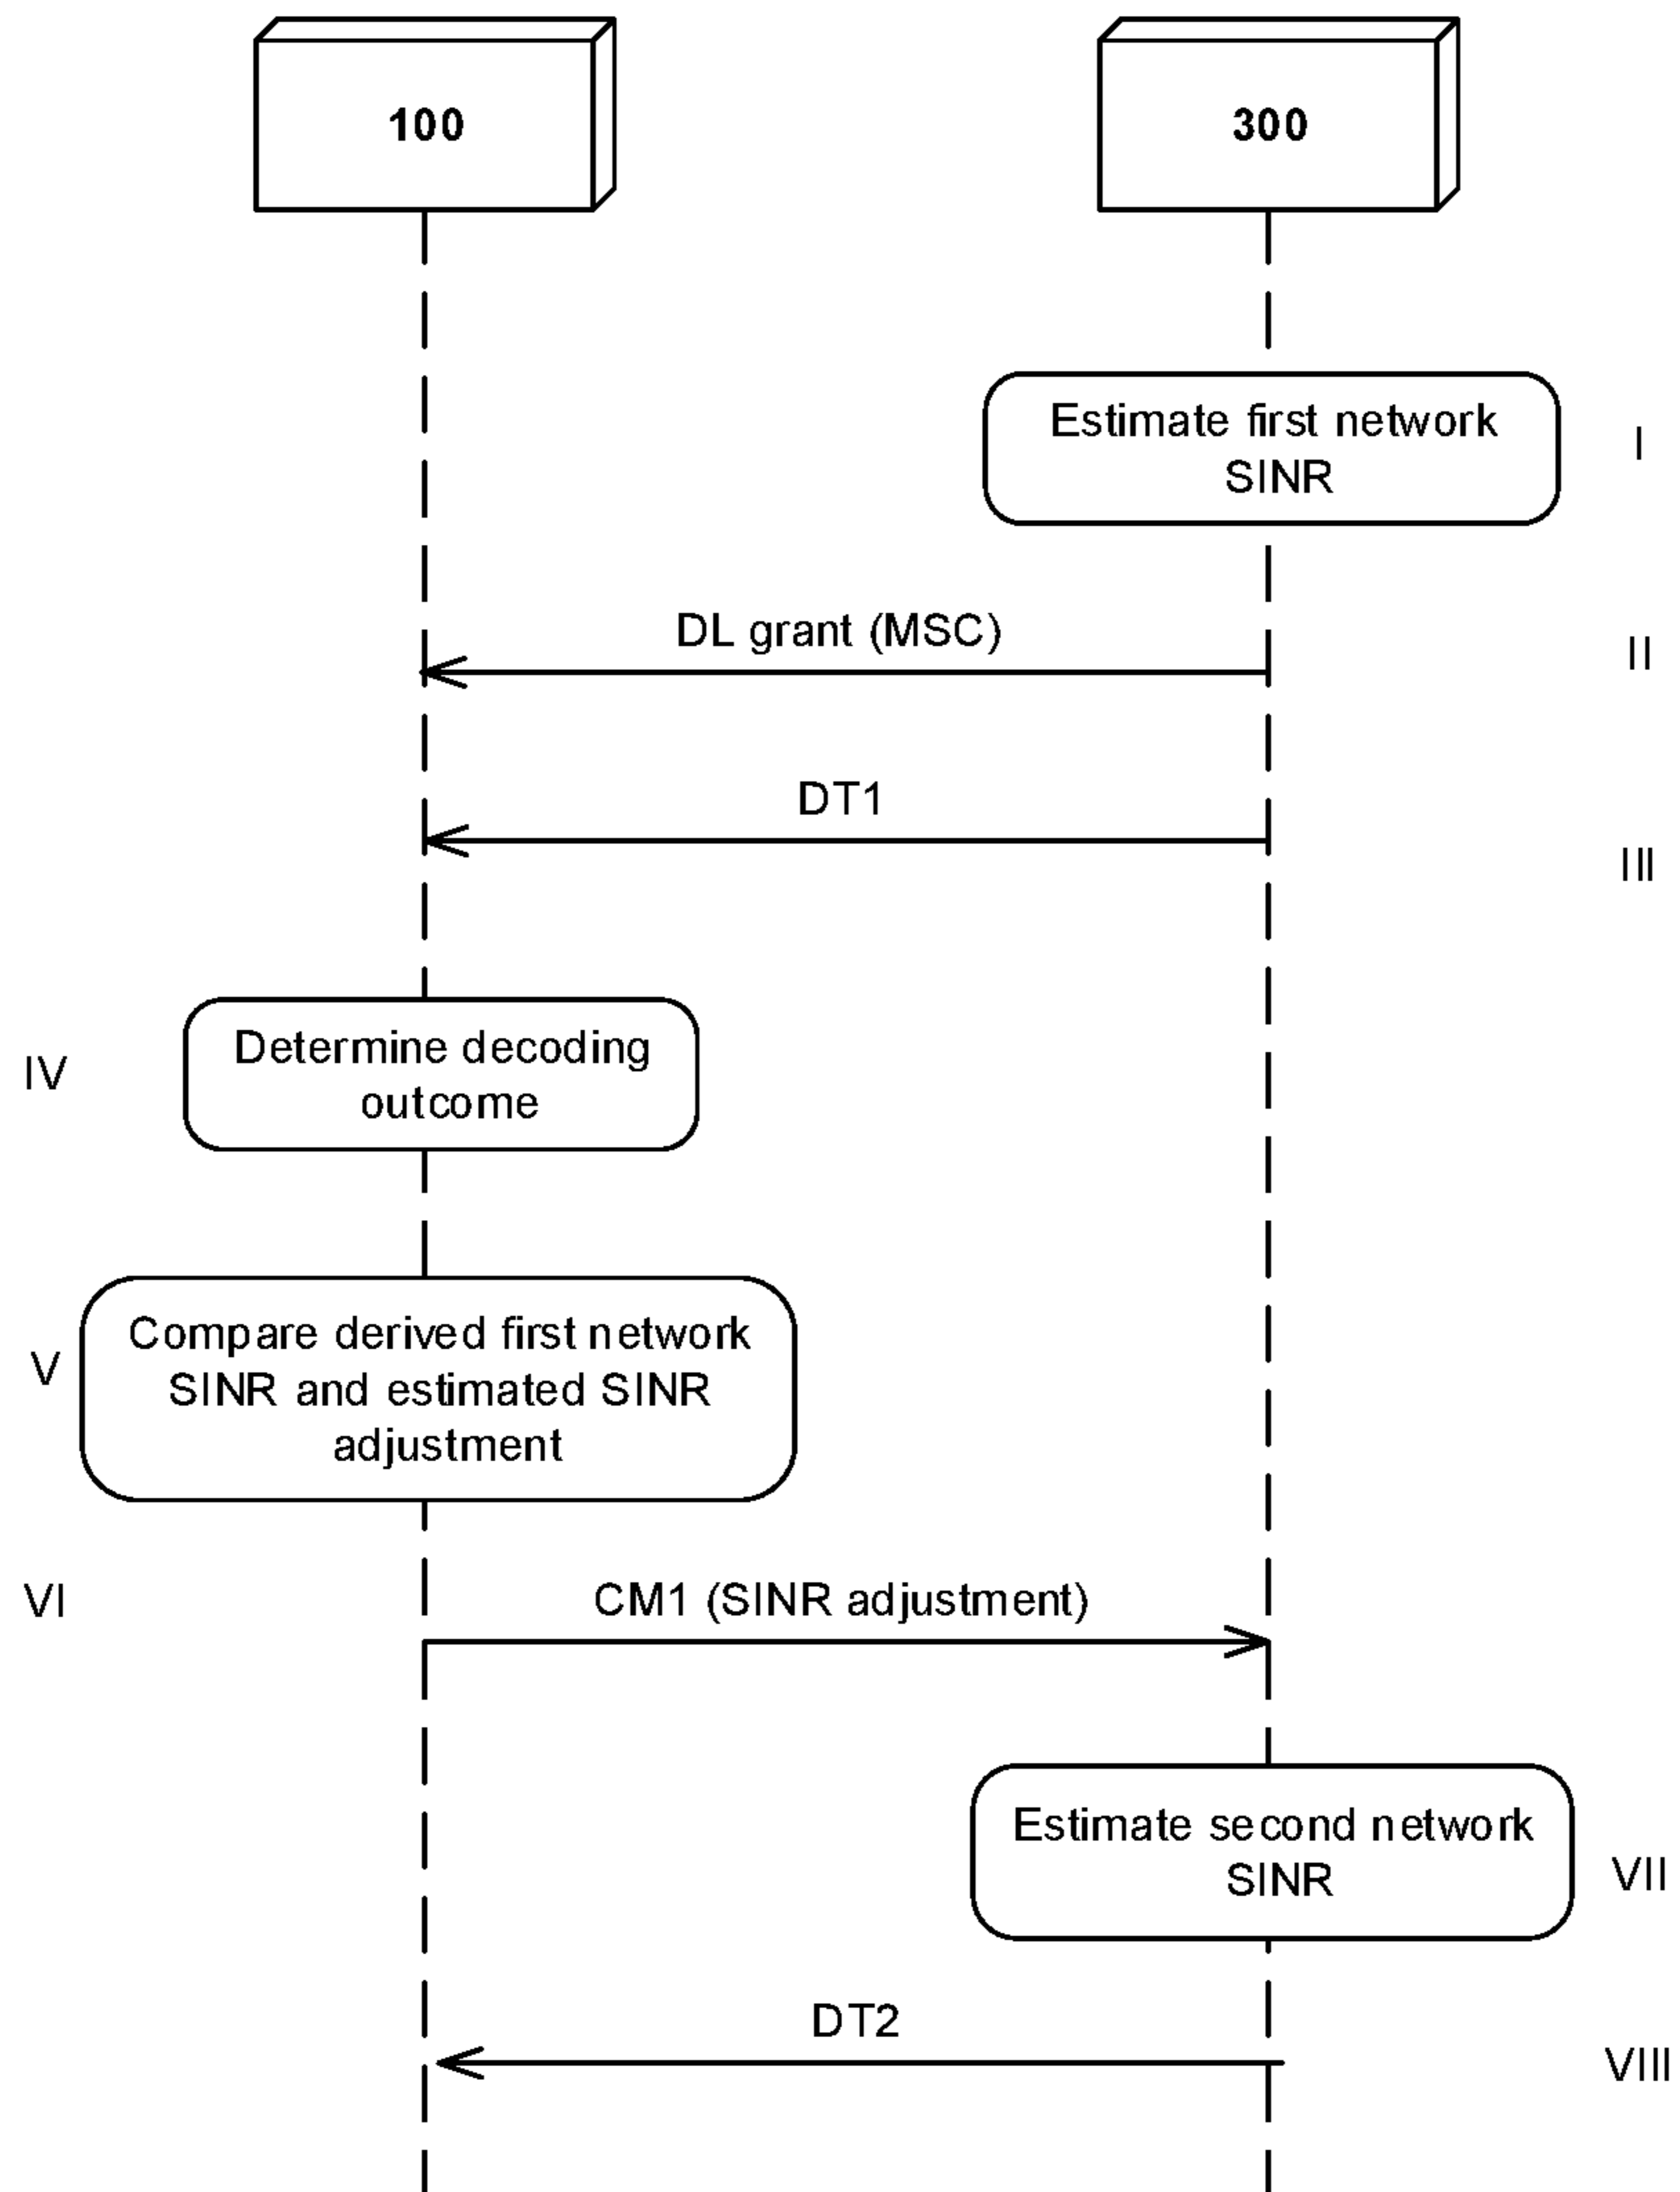 100
300
Estimate first network
SINR
I
DL grant (MSC)
II
DT1
III
IV
Determine decoding
outcome
V
Compare derived first network
SINR and estimated SINR
adjustment
VI
CM1 (SINR adjustment)
Estimate second network
SINR
VII
DT2
VIII